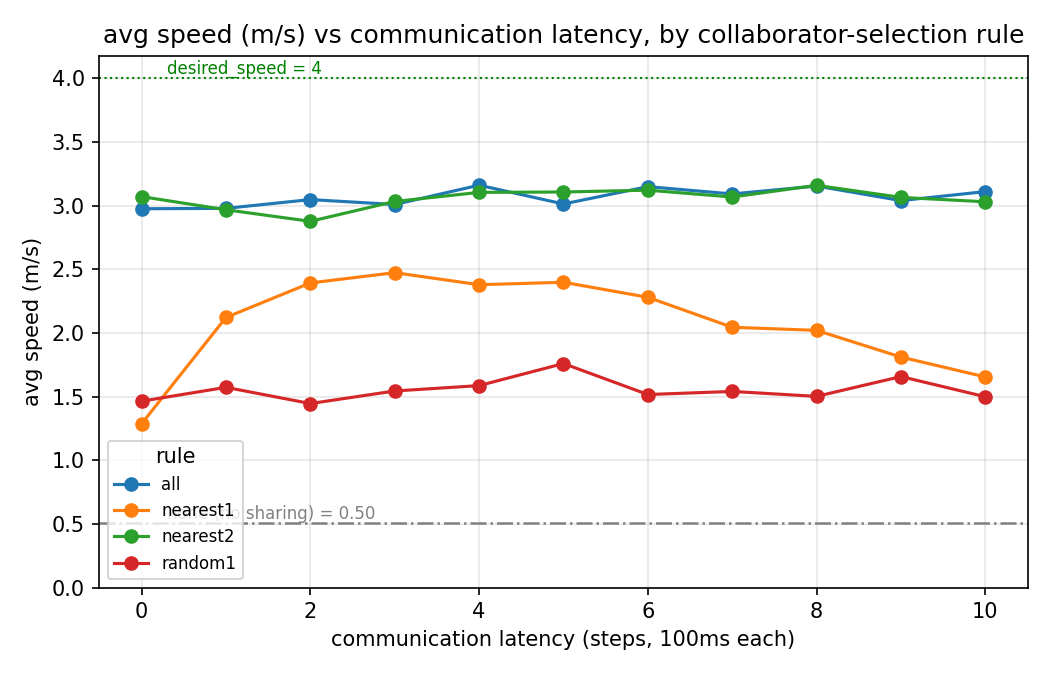 avg speed (m/s) vs communication latency, by collaborator-selection rule
desired_speed = 4
4.0
3.5
3.0
2.5
2.0
1.5
1.0
0.5
0.0
avg speed (m/s)
rule
all
nearest1
nearest2
random1
sharing) = 0.50
0
2
4
6
8
10
communication latency (steps, 100ms each)